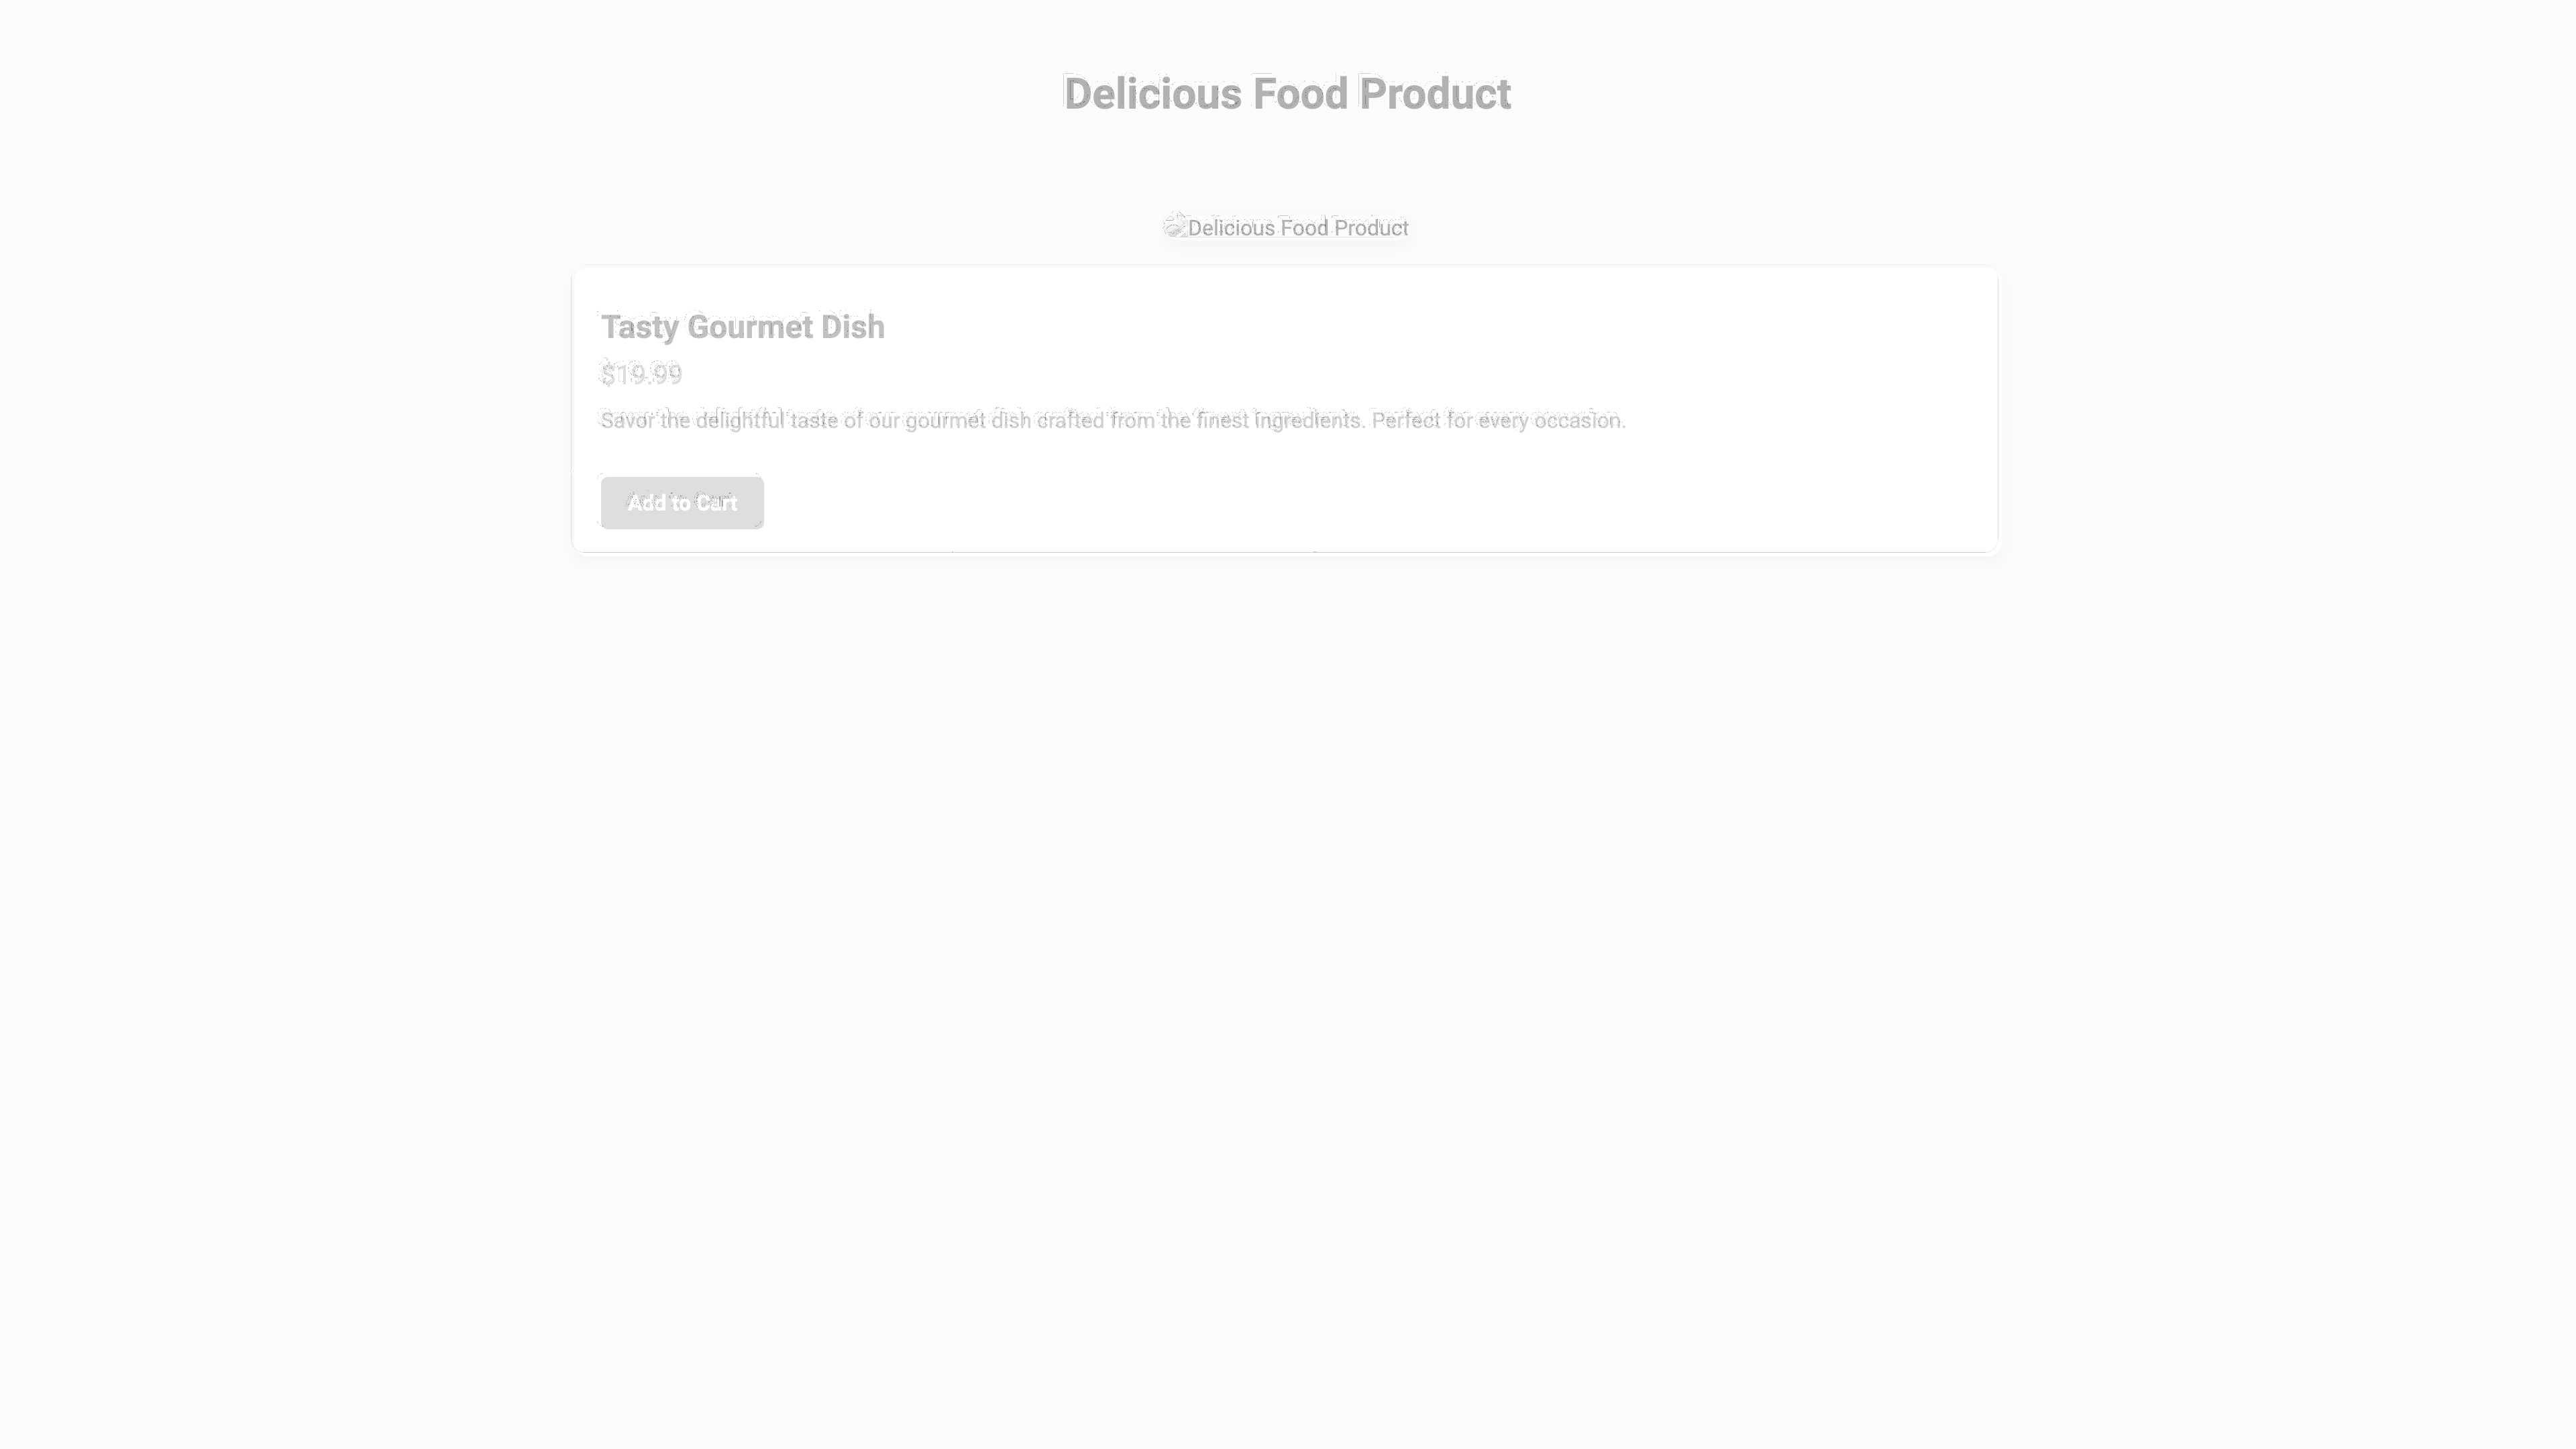 Delicious Food Product
Delicious Food Product
Tasty Gourmet Dish
$19.99
Savor the delightful taste of our gourmet dish crafted from the finest ingredients. Perfect for every occasion.
Add to Cart